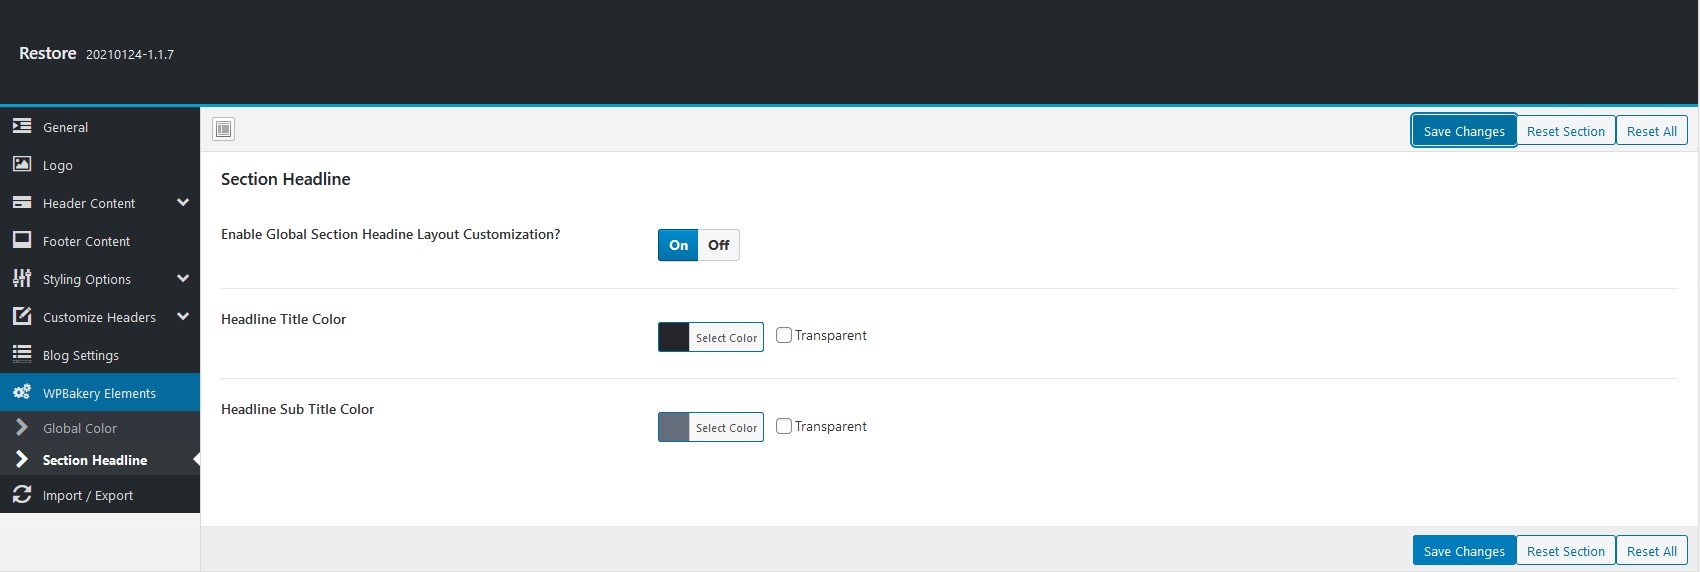 Restore 20210124-1.1.7
General
Logo
Header Content
Footer Content
Styling Options
Customize Headers
Blog Settings
WPBakery Elements
Global Color
Section Headline
Import / Export
Save Changes Reset Section Reset All
Section Headline
Enable Global Section Headine Layout Customization? On Off
Headline Title Color Select Color Transparent
Headline Sub Title Color Select Color Transparent
Save Changes Reset Section Reset All